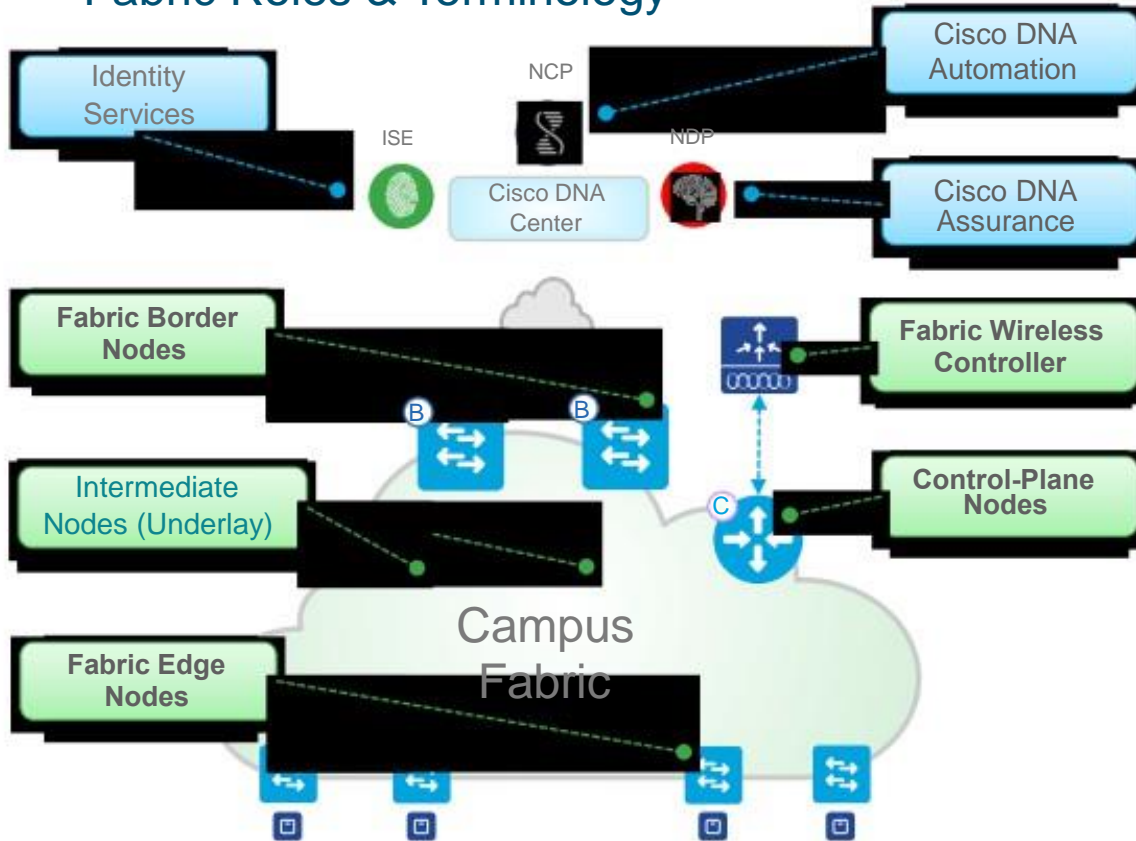 Fabric Roles & Terminology
Identity
Services
NCP
Cisco DNA
Automation
ISE
NDP
Cisco DNA
Center
Cisco DNA
Assurance
Fabric Border
Nodes
Fabric Wireless
Controller
B
B
Intermediate
Nodes (Underlay)
C
Control-Plane
Nodes
Campus
Fabric
Fabric Edge
Nodes